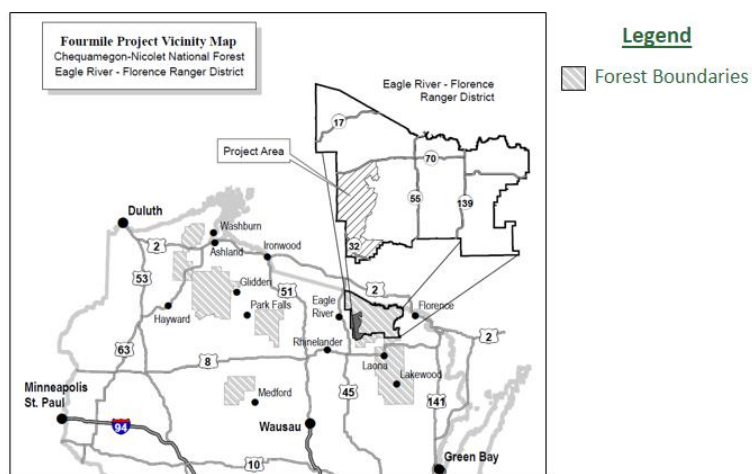 Fourmile Project Vicinity Map
Chequamegon-Nicolet National Forest
Eagle River - Florence Ranger District
Legend
Forest Boundaries
Eagle River - Florence
Ranger District
17
Project Area
70
55
139
32
Duluth
Washburn
2
Ashland
Ironwood
53
Glidden
51
2
Hayward
Park Falls
Eagle
River
Florence
2
63
8
Rhinelander
Laona
Minneapolis
St. Paul
Medford
45
Lakewood
141
94
Wausau
10
Green Bay